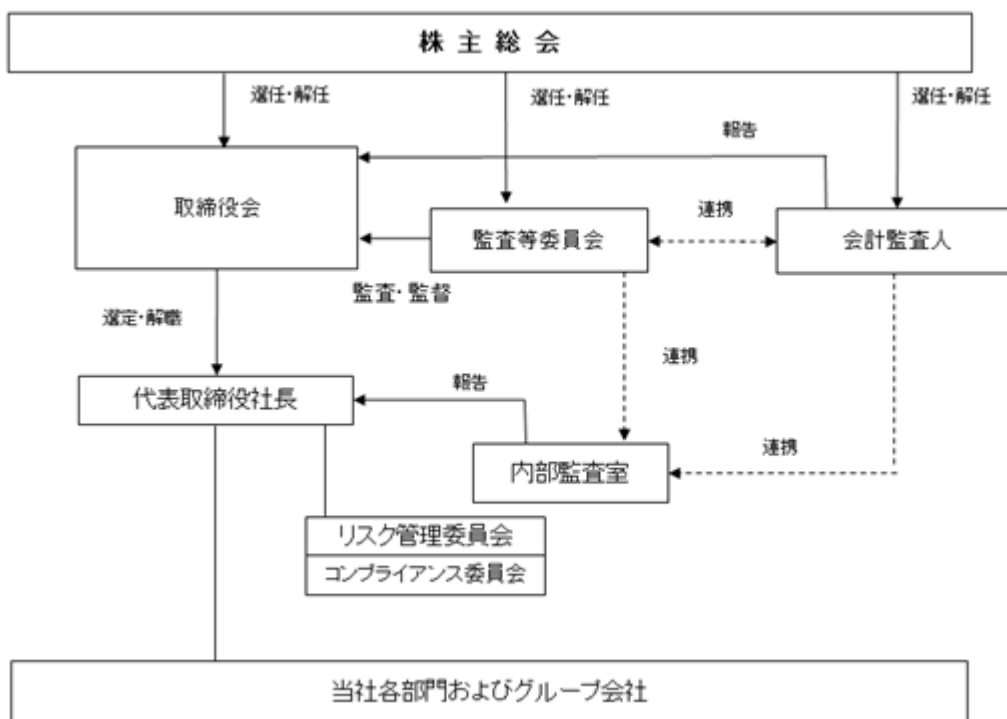 株主総会
選任・解任
選任・解任
選任・解任
報告
取締役会
監査等委員会
連携
会計監査人
監査・監督
選定・解職
連携
代表取締役社長
報告
内部監査室
連携
リスク管理委員会
コンプライアンス委員会
当社各部門およびグループ会社